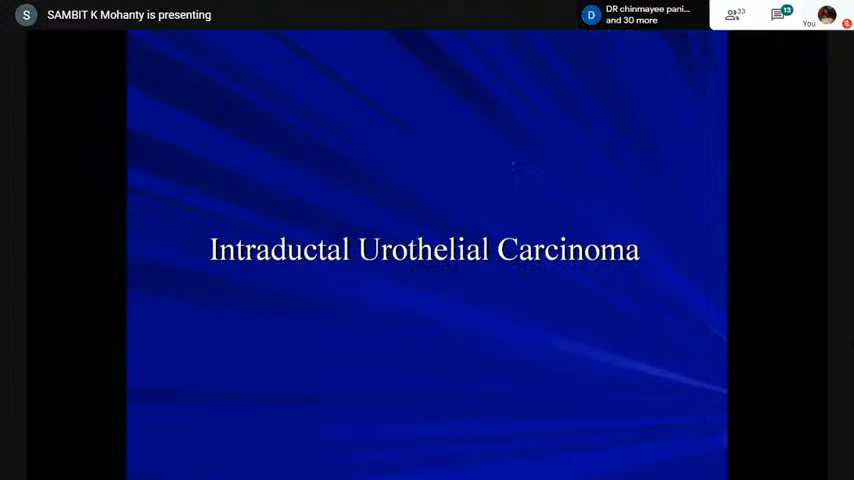 S SAMBIT K Mohanty is presenting
D DR chinmayee pani...
and 30 more
33
13
You
Intraductal Urothelial Carcinoma